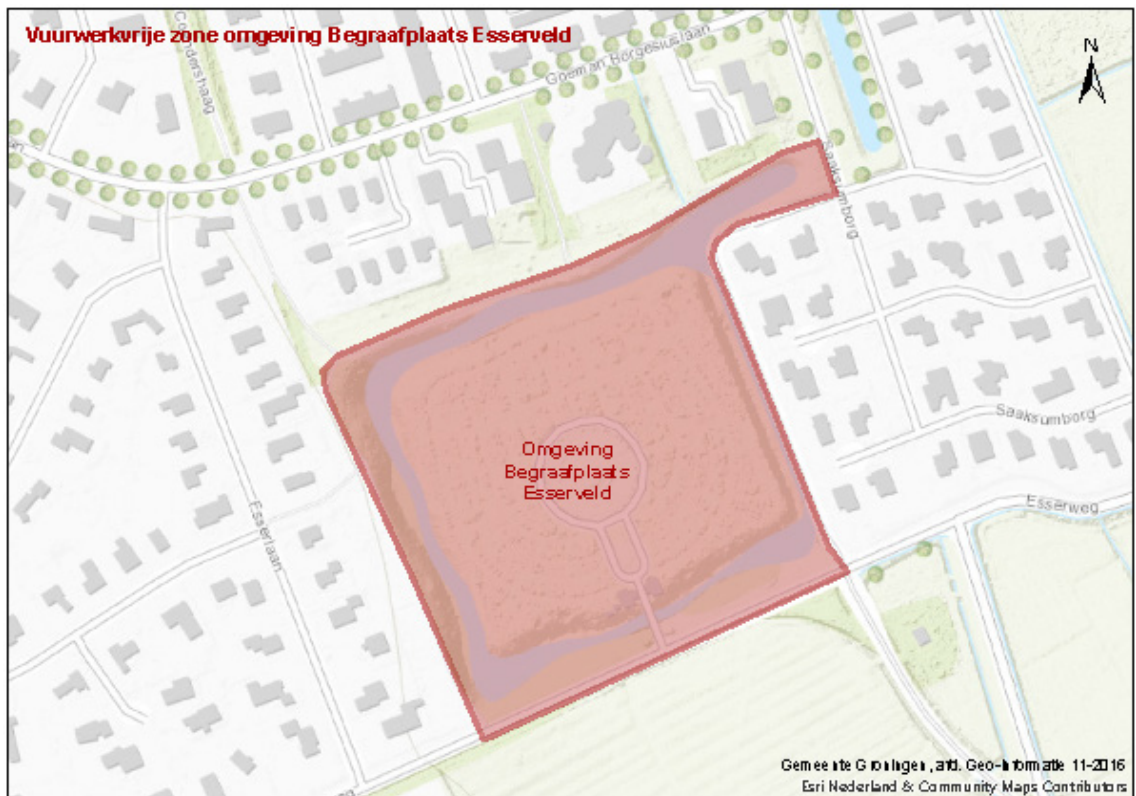 Vuurwerkvrije zone omgeving Begraafplaats Esserveld
N
Goeman Borgesiuslaan
Saaksumborg
Omgeving
Begraafplaats
Esserveld
Saaksumborg
Esserweg
Esserlaan
Gemeente Groningen, afd. Geo-Informatie 11-2016
Esri Nederland & Community Maps Contributors